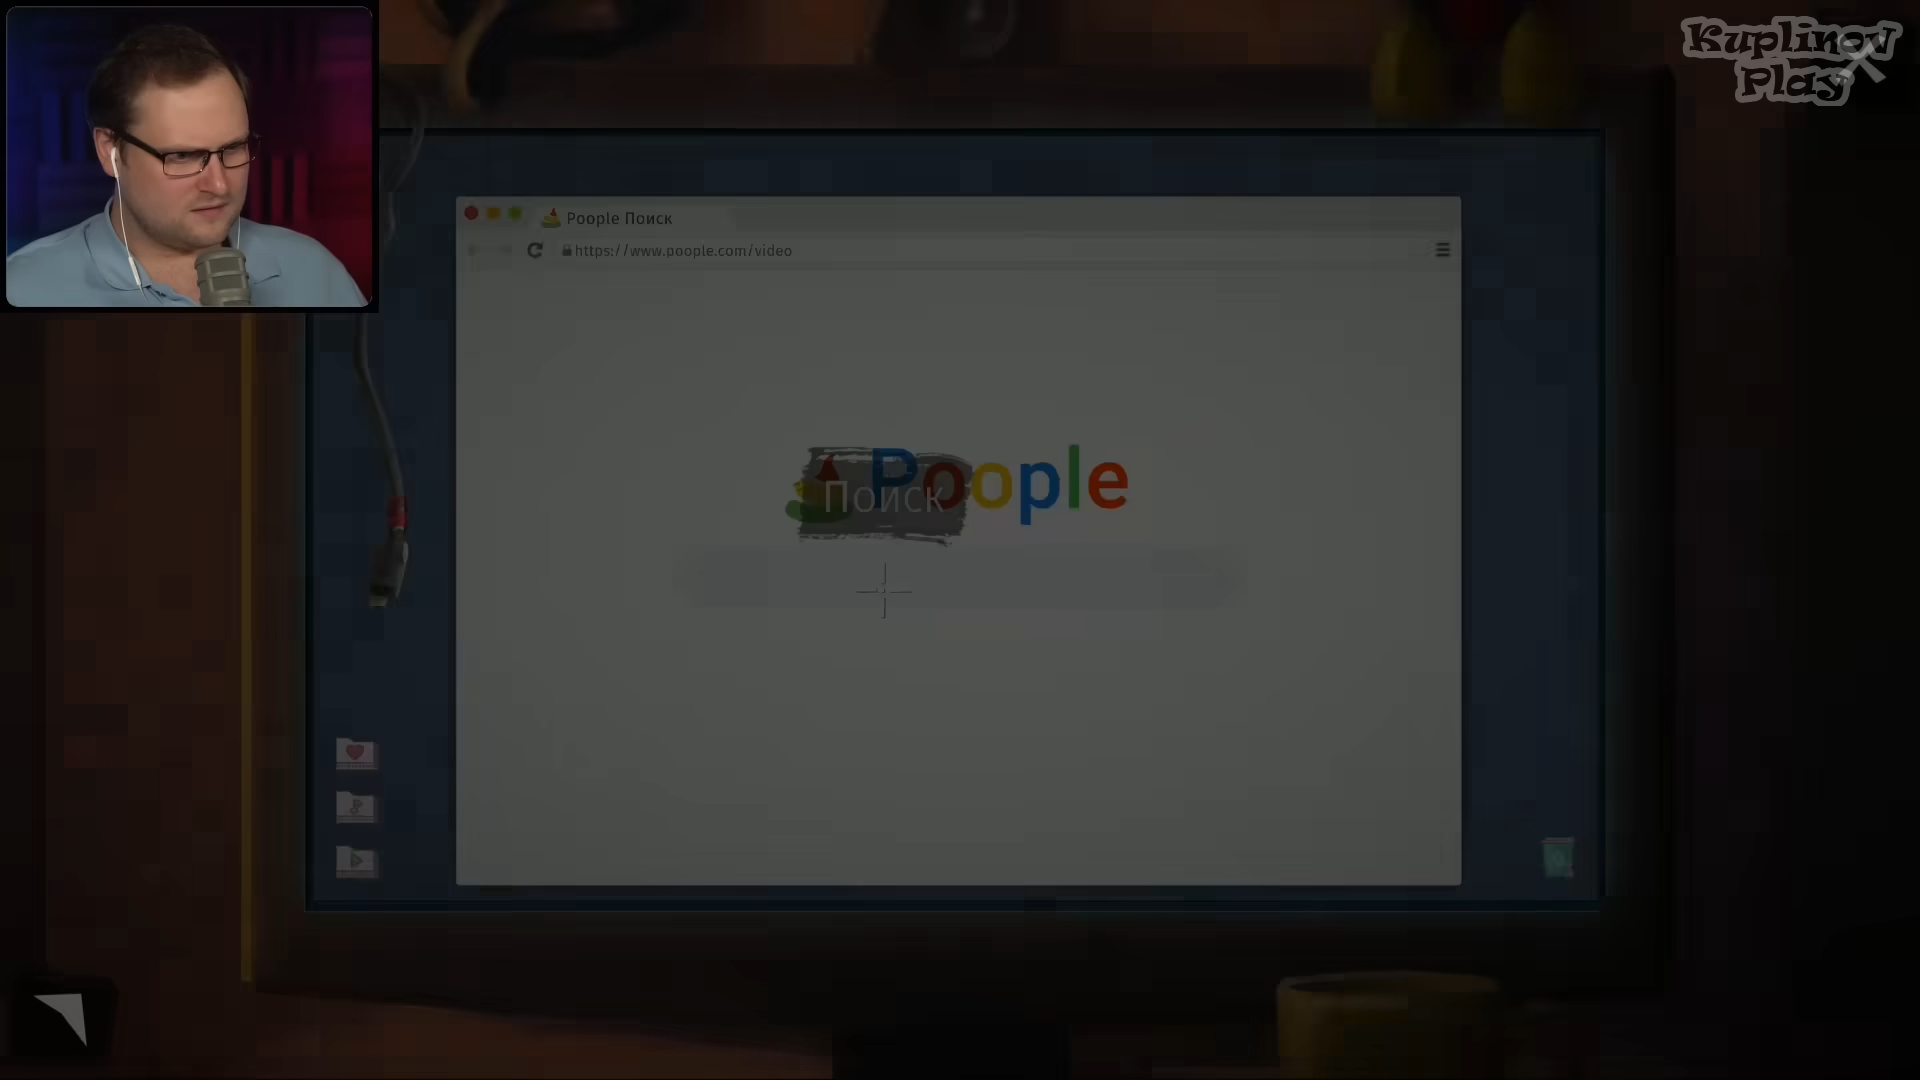 Kuplinov
Play
Poople Поиск
https://www.poople.com/video
Poople
Поиск